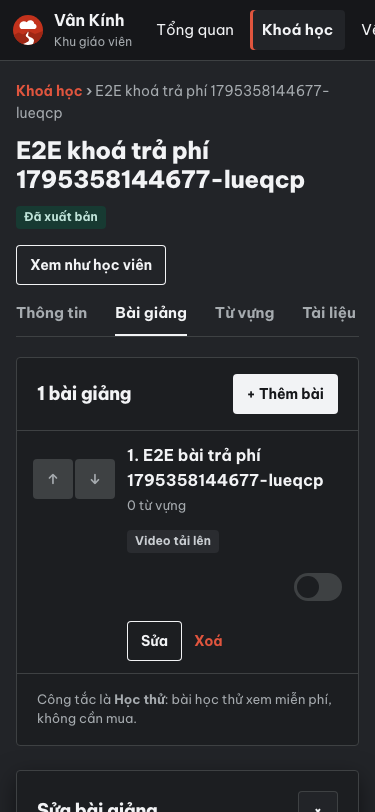 Vân Kính
Khu giáo viên
Tổng quan
Khoá học
Khoá học › E2E khoá trả phí 1795358144677-
lueqcp
E2E khoá trả phí
1795358144677-lueqcp
Đã xuất bản
Xem như học viên
Thông tin
Bài giảng
Từ vựng
Tài liệu
1 bài giảng
+ Thêm bài
↑
↓
1. E2E bài trả phí
1795358144677-lueqcp
0 từ vựng
Video tải lên
Sửa
Xoá
Công tắc là Học thử: bài học thử xem miễn phí,
không cần mua.
Sửa bài giảng